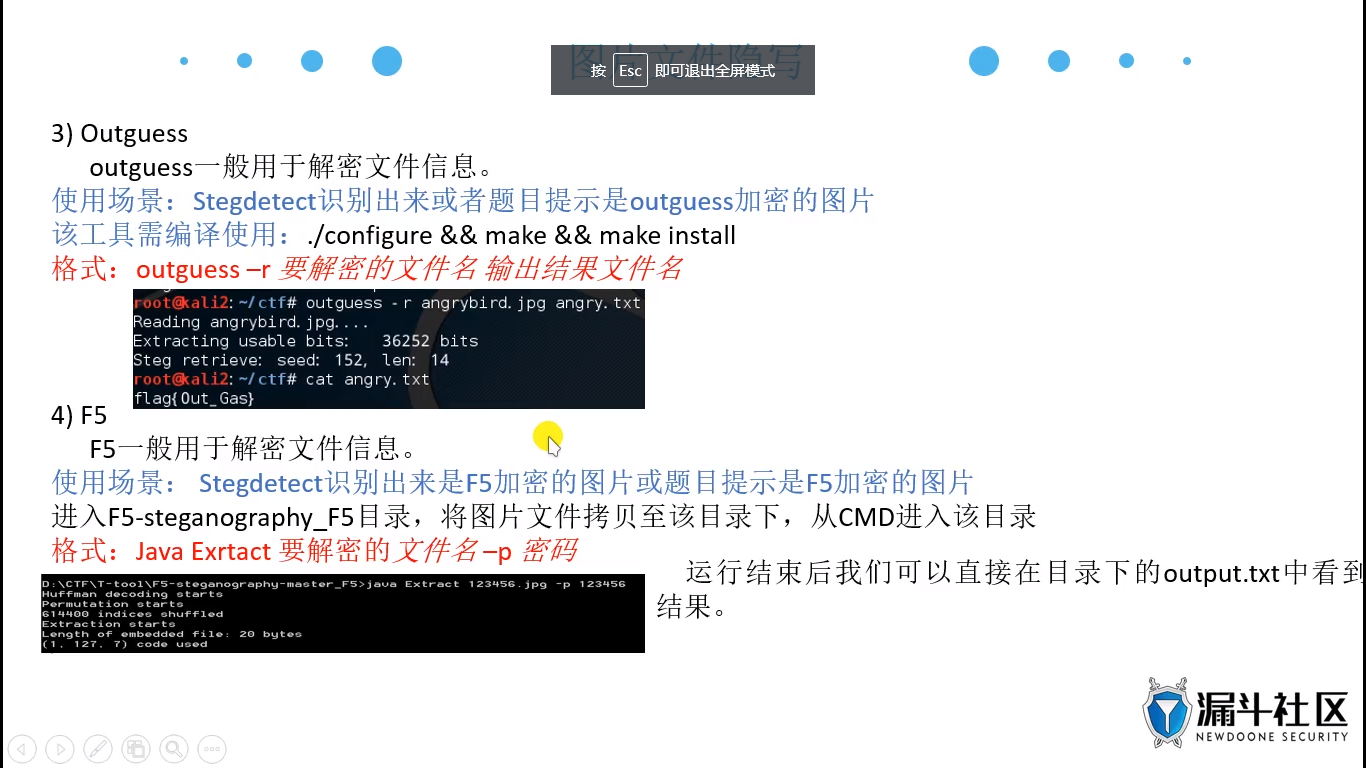 图片文件隐写
按 Esc 即可退出全屏模式
3) Outguess
outguess一般用于解密文件信息。
使用场景：Stegdetect识别出来或者题目提示是outguess加密的图片
该工具需编译使用：./configure && make && make install
格式：outguess –r 要解密的文件名 输出结果文件名
root@kali2:~/ctf# outguess -r angrybird.jpg angry.txt
Reading angrybird.jpg....
Extracting usable bits:   36252 bits
Steg retrieve: seed: 152, len: 14
root@kali2:~/ctf# cat angry.txt
flag{Out_Gas}
4) F5
F5一般用于解密文件信息。
使用场景： Stegdetect识别出来是F5加密的图片或题目提示是F5加密的图片
进入F5-steganography_F5目录，将图片文件拷贝至该目录下，从CMD进入该目录
格式：Java Exrtact 要解密的文件名 –p 密码
D:\CTF\T-tool\F5-steganography-master_F5>java Extract 123456.jpg -p 123456
Huffman decoding starts
Permutation starts
614400 indices shuffled
Extraction starts
Length of embedded file: 20 bytes
(1, 127, 7) code used
运行结束后我们可以直接在目录下的output.txt中看到
结果。
漏斗社区
NEWDOONE SECURITY